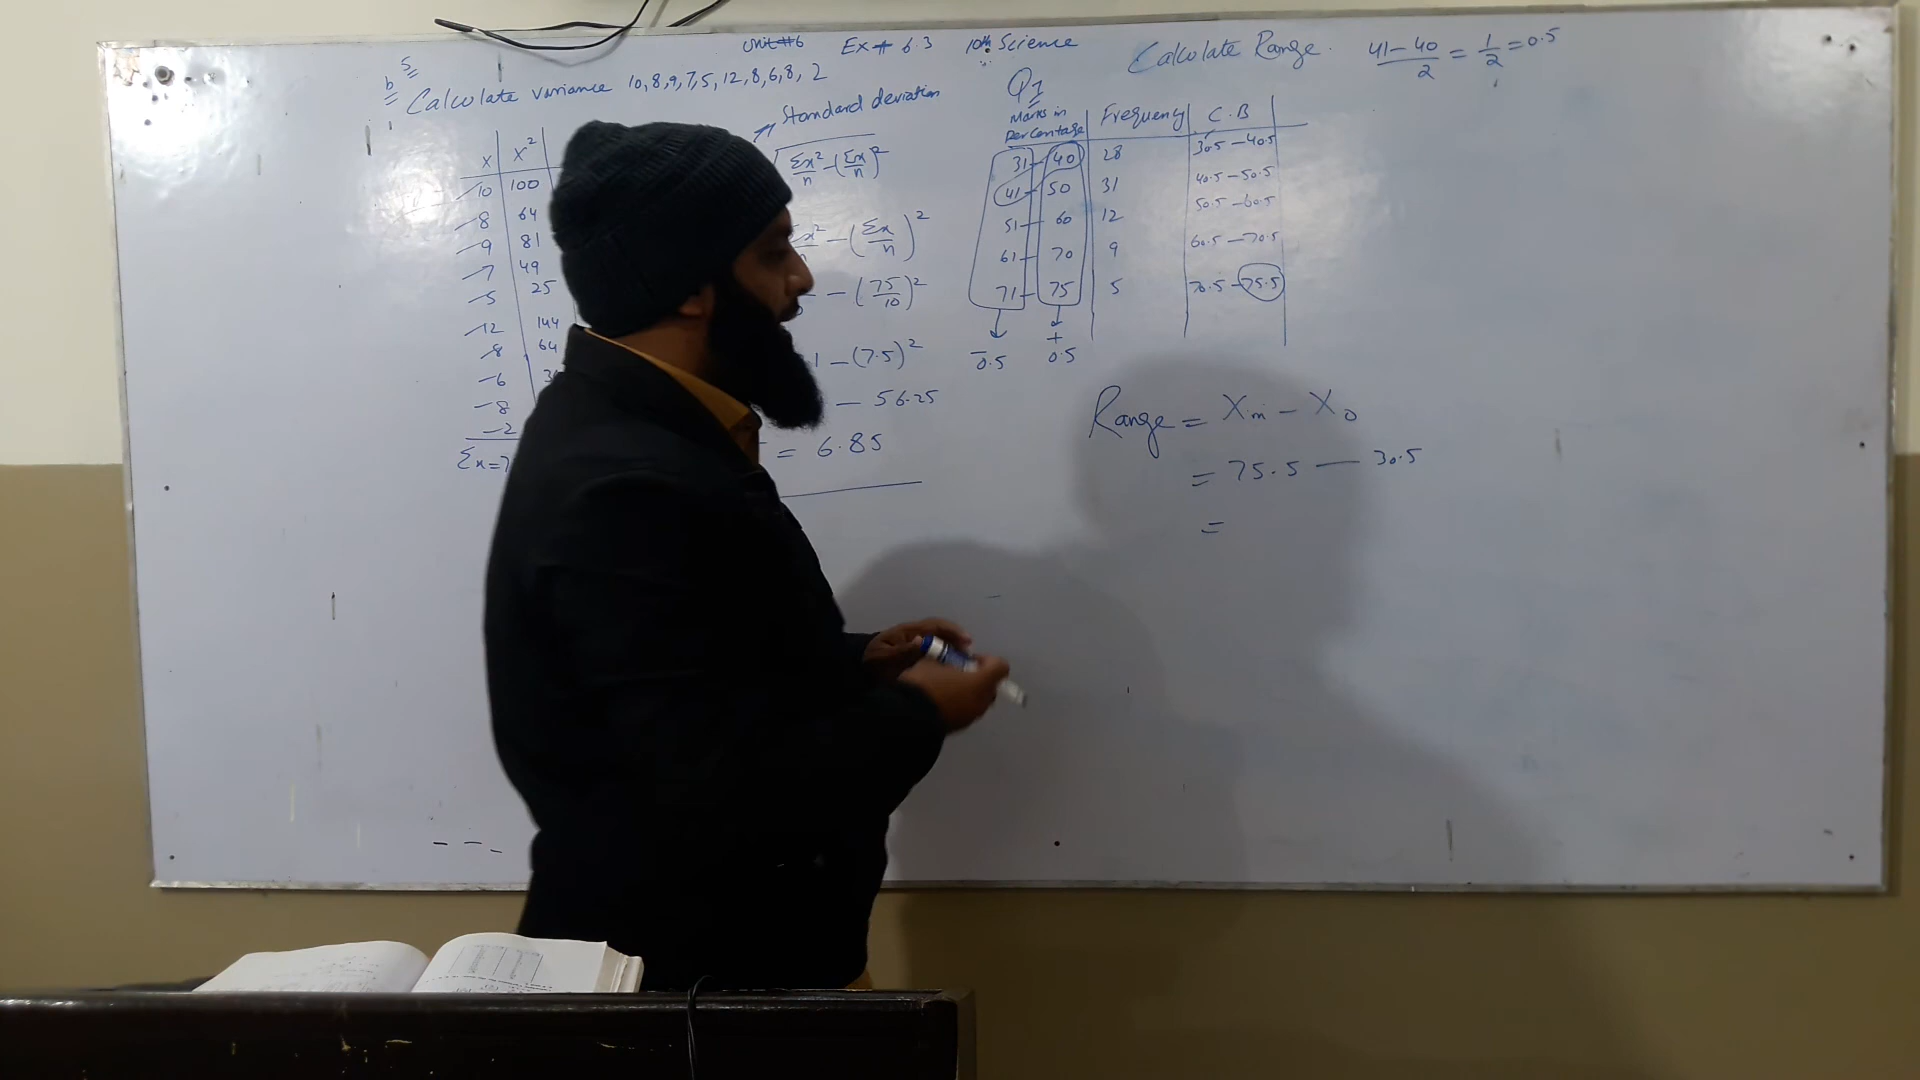 Unit#6 Ex# 6.3 10th Science
b 5
Calculate variance 10,8,9,7,5,12,8,6,8,2
Standard deviation
x x²
10 100
8 64
9 81
7 49
5 25
12 144
8 64
6 3
8
2
Σx=7
Σx²/n - (Σx/n)²
- (Σx/n)²
- (75/10)²
1 - (7.5)²
- 56.25
= 6.85
Calculate Range. 41-40/2 = 1/2 = 0.5
Q1
Marks in percentage Frequency C.B
31-40 28 30.5-40.5
41-50 31 40.5-50.5
51-60 12 50.5-60.5
61-70 9 60.5-70.5
71-75 5 70.5-75.5
-0.5 +0.5
Range = Xm - X0
= 75.5 - 30.5
=